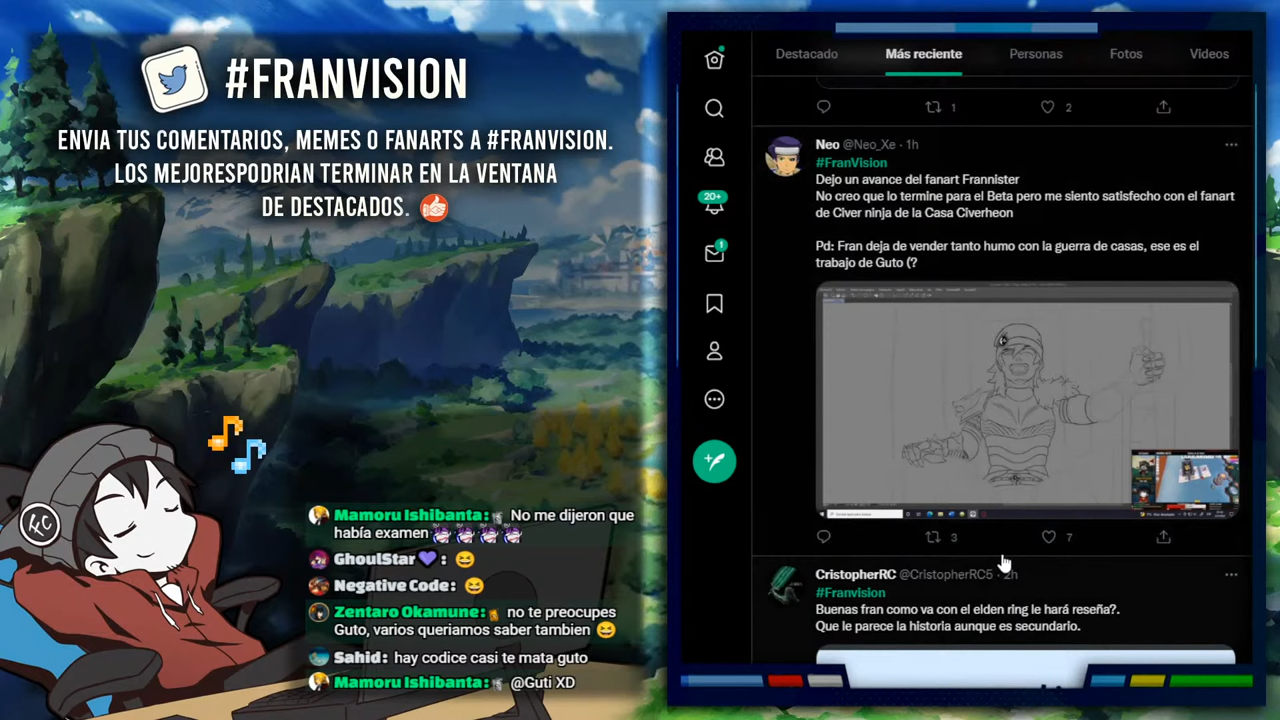 #FRANVISION
ENVIA TUS COMENTARIOS, MEMES O FANARTS A #FRANVISION.
LOS MEJORESPODRIAN TERMINAR EN LA VENTANA
DE DESTACADOS.
Mamoru Ishibanta: No me dijeron que
había examen
GhoulStar:
Negative Code:
Zentaro Okamune: no te preocupes
Guto, varios queriamos saber tambien
Sahid: hay codice casi te mata guto
Mamoru Ishibanta: @Guti XD
Destacado Más reciente Personas Fotos Videos
1 2
Neo @Neo_Xe · 1h
#FranVision
Dejo un avance del fanart Frannister
No creo que lo termine para el Beta pero me siento satisfecho con el fanart
de Civer ninja de la Casa Civerheon
Pd: Fran deja de vender tanto humo con la guerra de casas, ese es el
trabajo de Guto (?
20+
1
3 7
CristopherRC @CristopherRC5 · 2h
#Franvision
Buenas fran como va con el elden ring le hará reseña?.
Que le parece la historia aunque es secundario.